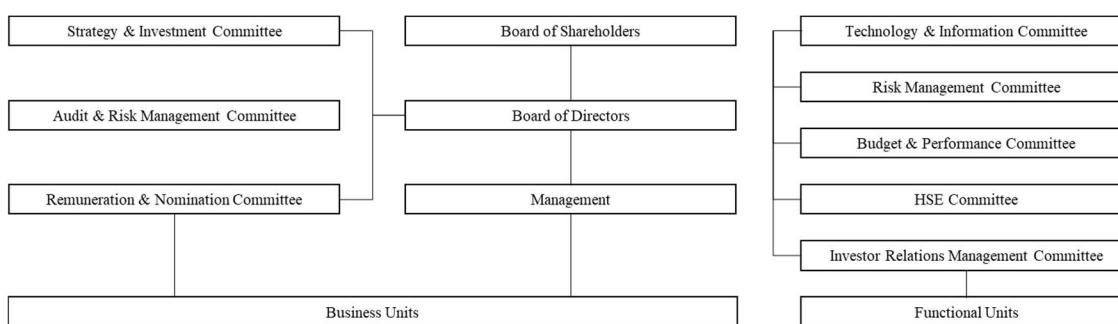 Strategy & Investment Committee
Board of Shareholders
Technology & Information Committee
Risk Management Committee
Audit & Risk Management Committee
Board of Directors
Budget & Performance Committee
Remuneration & Nomination Committee
Management
HSE Committee
Investor Relations Management Committee
Business Units
Functional Units